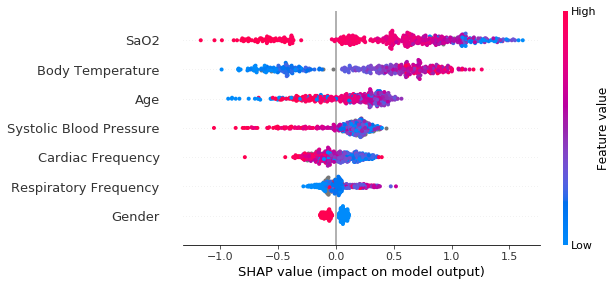 High
SaO2
Body Temperature
Age
Systolic Blood Pressure
Cardiac Frequency
Respiratory Frequency
Gender
Feature value
Low
−1.0 −0.5 0.0 0.5 1.0 1.5
SHAP value (impact on model output)